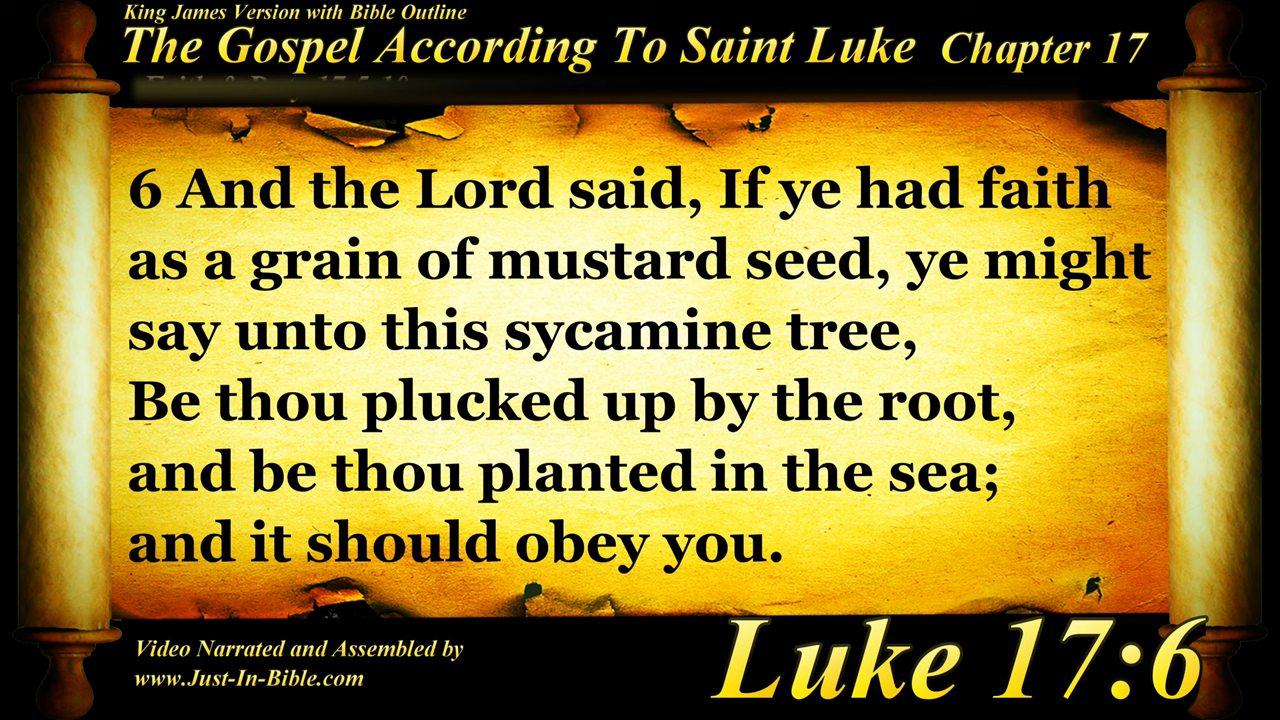 King James Version with Bible Outline
The Gospel According To Saint Luke Chapter 17
6 And the Lord said, If ye had faith
as a grain of mustard seed, ye might
say unto this sycamine tree,
Be thou plucked up by the root,
and be thou planted in the sea;
and it should obey you.
Video Narrated and Assembled by
www.Just-In-Bible.com
Luke 17:6